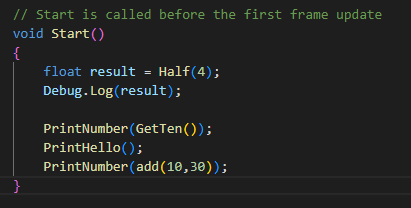 // Start is called before the first frame update
void Start()
{
    float result = Half(4);
    Debug.Log(result);

    PrintNumber(GetTen());
    PrintHello();
    PrintNumber(add(10,30));
}